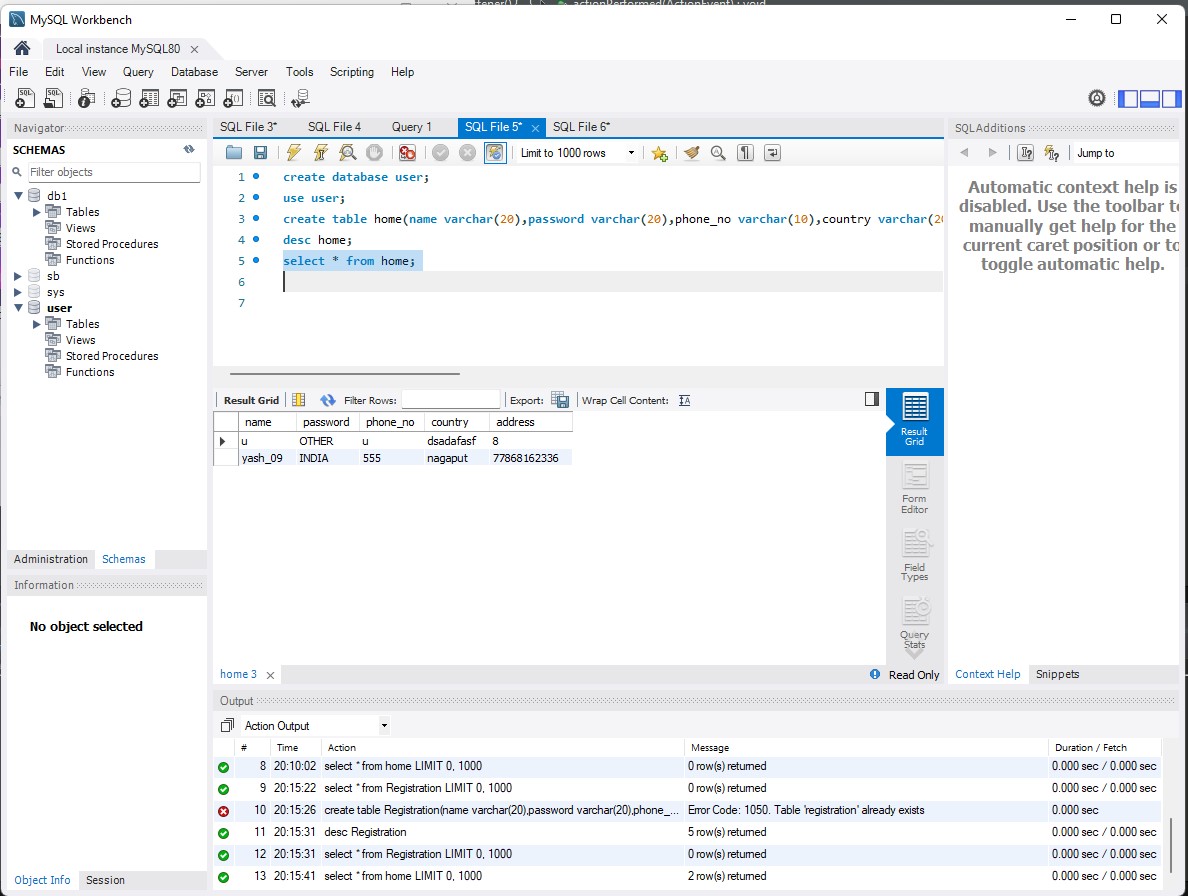 tener() actionPerformed(ActionEvent) : void
MySQL Workbench
Local instance MySQL80
File Edit View Query Database Server Tools Scripting Help
Navigator
SCHEMAS
Filter objects
db1
Tables
Views
Stored Procedures
Functions
sb
sys
user
Tables
Views
Stored Procedures
Functions
Administration Schemas
Information
No object selected
Object Info Session
SQL File 3* SQL File 4 Query 1 SQL File 5* SQL File 6*
Limit to 1000 rows
1 create database user;
2 use user;
3 create table home(name varchar(20),password varchar(20),phone_no varchar(10),country varchar(20
4 desc home;
5 select * from home;
6
7
Result Grid Filter Rows: Export: Wrap Cell Content:
name password phone_no country address
u OTHER u dsadafasf 8
yash_09 INDIA 555 nagaput 77868162336
Result Grid
Form Editor
Field Types
Query Stats
home 3 Read Only
SQLAdditions
Jump to
Automatic context help is
disabled. Use the toolbar to
manually get help for the
current caret position or to
toggle automatic help.
Context Help Snippets
Output
Action Output
# Time Action Message Duration / Fetch
8 20:10:02 select * from home LIMIT 0, 1000 0 row(s) returned 0.000 sec / 0.000 sec
9 20:15:22 select * from Registration LIMIT 0, 1000 0 row(s) returned 0.000 sec / 0.000 sec
10 20:15:26 create table Registration(name varchar(20),password varchar(20),phone_... Error Code: 1050. Table 'registration' already exists 0.000 sec
11 20:15:31 desc Registration 5 row(s) returned 0.000 sec / 0.000 sec
12 20:15:31 select * from Registration LIMIT 0, 1000 0 row(s) returned 0.000 sec / 0.000 sec
13 20:15:41 select * from home LIMIT 0, 1000 2 row(s) returned 0.000 sec / 0.000 sec